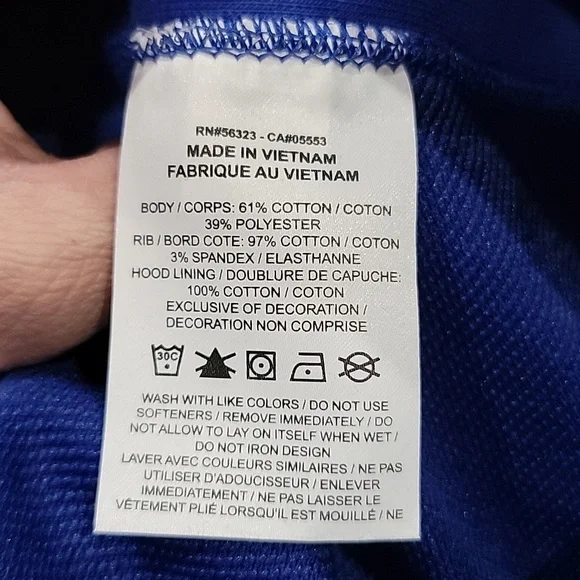 RN#56323 - CA#05553
MADE IN VIETNAM
FABRIQUE AU VIETNAM
BODY / CORPS: 61% COTTON / COTON
39% POLYESTER
RIB / BORD COTE: 97% COTTON / COTON
3% SPANDEX / ELASTHANNE
HOOD LINING / DOUBLURE DE CAPUCHE:
100% COTTON / COTON
EXCLUSIVE OF DECORATION /
DECORATION NON COMPRISE
30C
WASH WITH LIKE COLORS / DO NOT USE
SOFTENERS / REMOVE IMMEDIATELY / DO
NOT ALLOW TO LAY ON ITSELF WHEN WET /
DO NOT IRON DESIGN
LAVER AVEC COULEURS SIMILAIRES / NE PAS
UTILISER D'ADOUCISSEUR / ENLEVER
IMMEDIATEMENT / NE PAS LAISSER LE
VÊTEMENT PLIÉ LORSQU'IL EST MOUILLÉ / NE